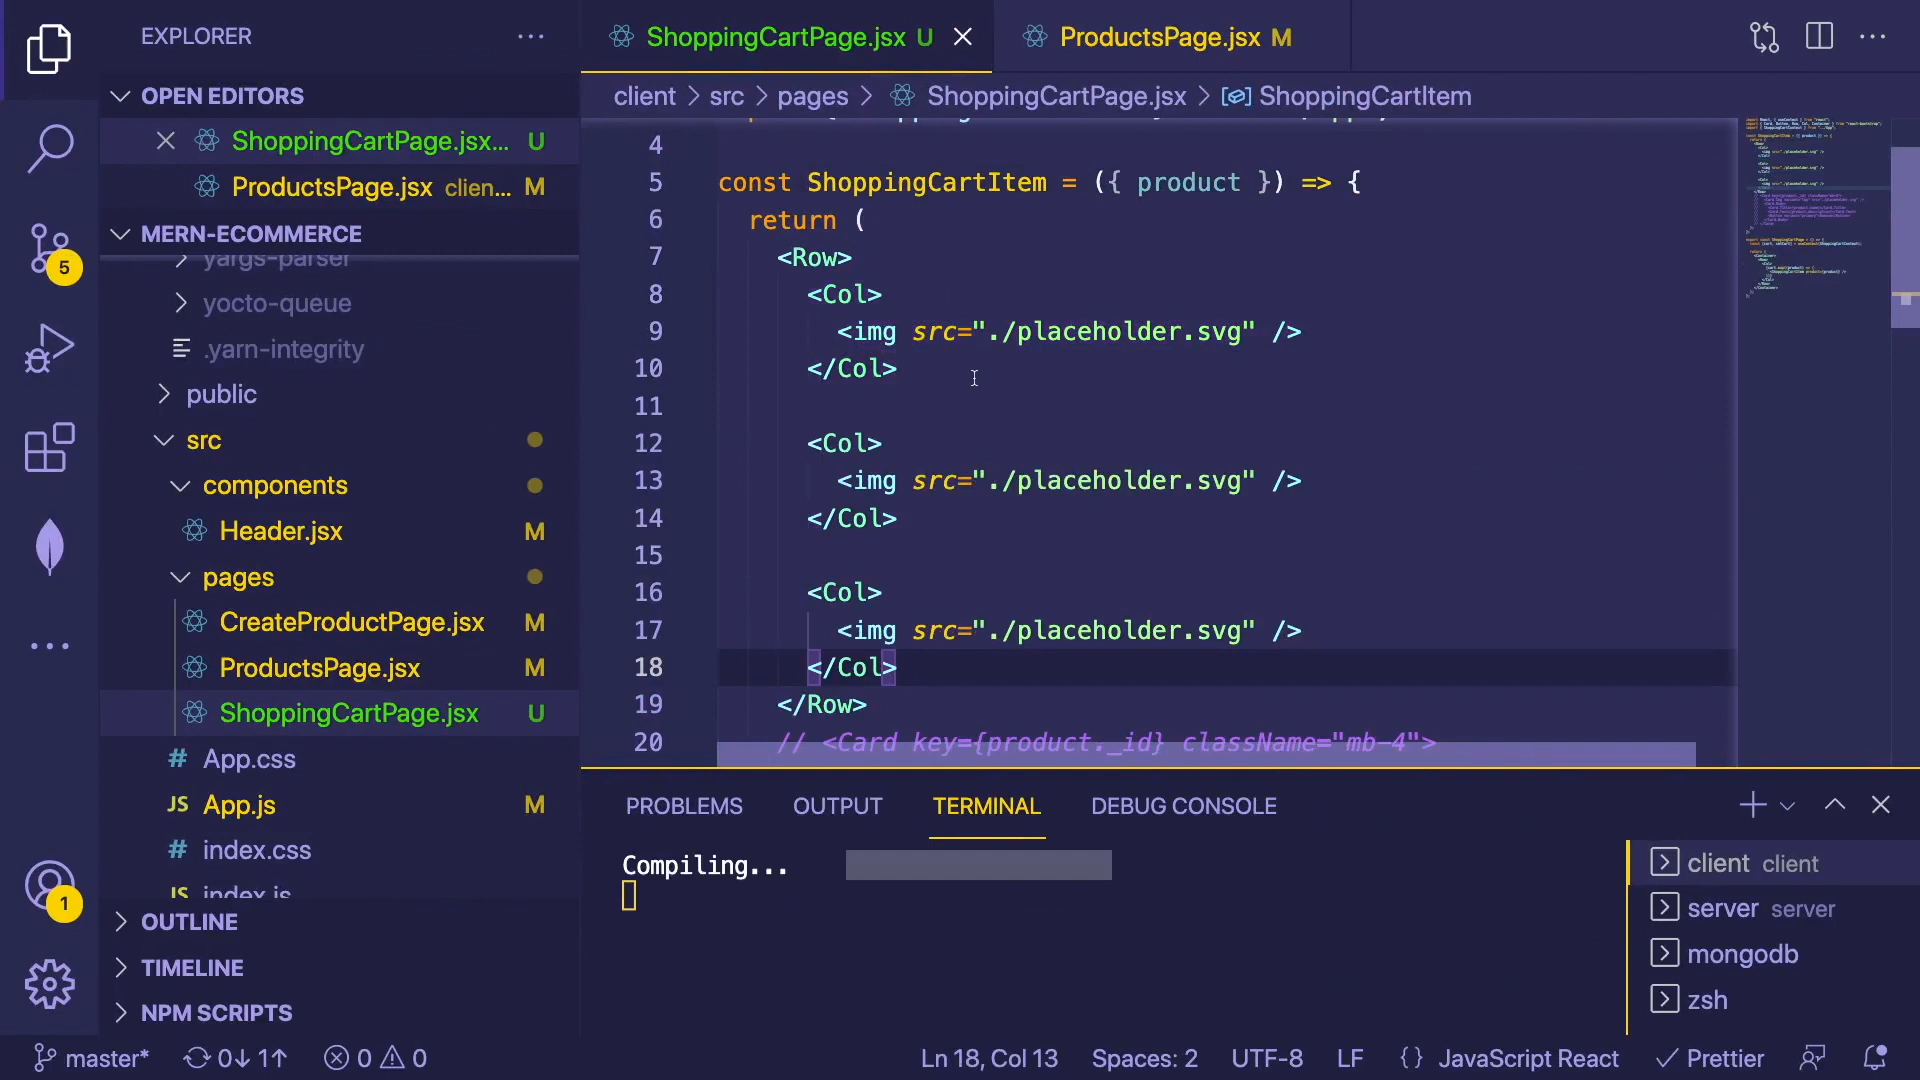 EXPLORER
OPEN EDITORS
ShoppingCartPage.jsx... U
ProductsPage.jsx clien... M
MERN-ECOMMERCE
yargs-parser
yocto-queue
.yarn-integrity
public
src
components
Header.jsx M
pages
CreateProductPage.jsx M
ProductsPage.jsx M
ShoppingCartPage.jsx U
# App.css
JS App.js M
# index.css
JS index.js
OUTLINE
TIMELINE
NPM SCRIPTS
5
1
ShoppingCartPage.jsx U
ProductsPage.jsx M
client > src > pages > ShoppingCartPage.jsx > ShoppingCartItem
4
5 const ShoppingCartItem = ({ product }) => {
6 return (
7 <Row>
8 <Col>
9 <img src="./placeholder.svg" />
10 </Col>
11
12 <Col>
13 <img src="./placeholder.svg" />
14 </Col>
15
16 <Col>
17 <img src="./placeholder.svg" />
18 </Col>
19 </Row>
20 // <Card key={product._id} className="mb-4">
PROBLEMS OUTPUT TERMINAL DEBUG CONSOLE
Compiling...
client client
server server
mongodb
zsh
master* 0↓ 1↑ 0 0 Ln 18, Col 13 Spaces: 2 UTF-8 LF {} JavaScript React ✓ Prettier